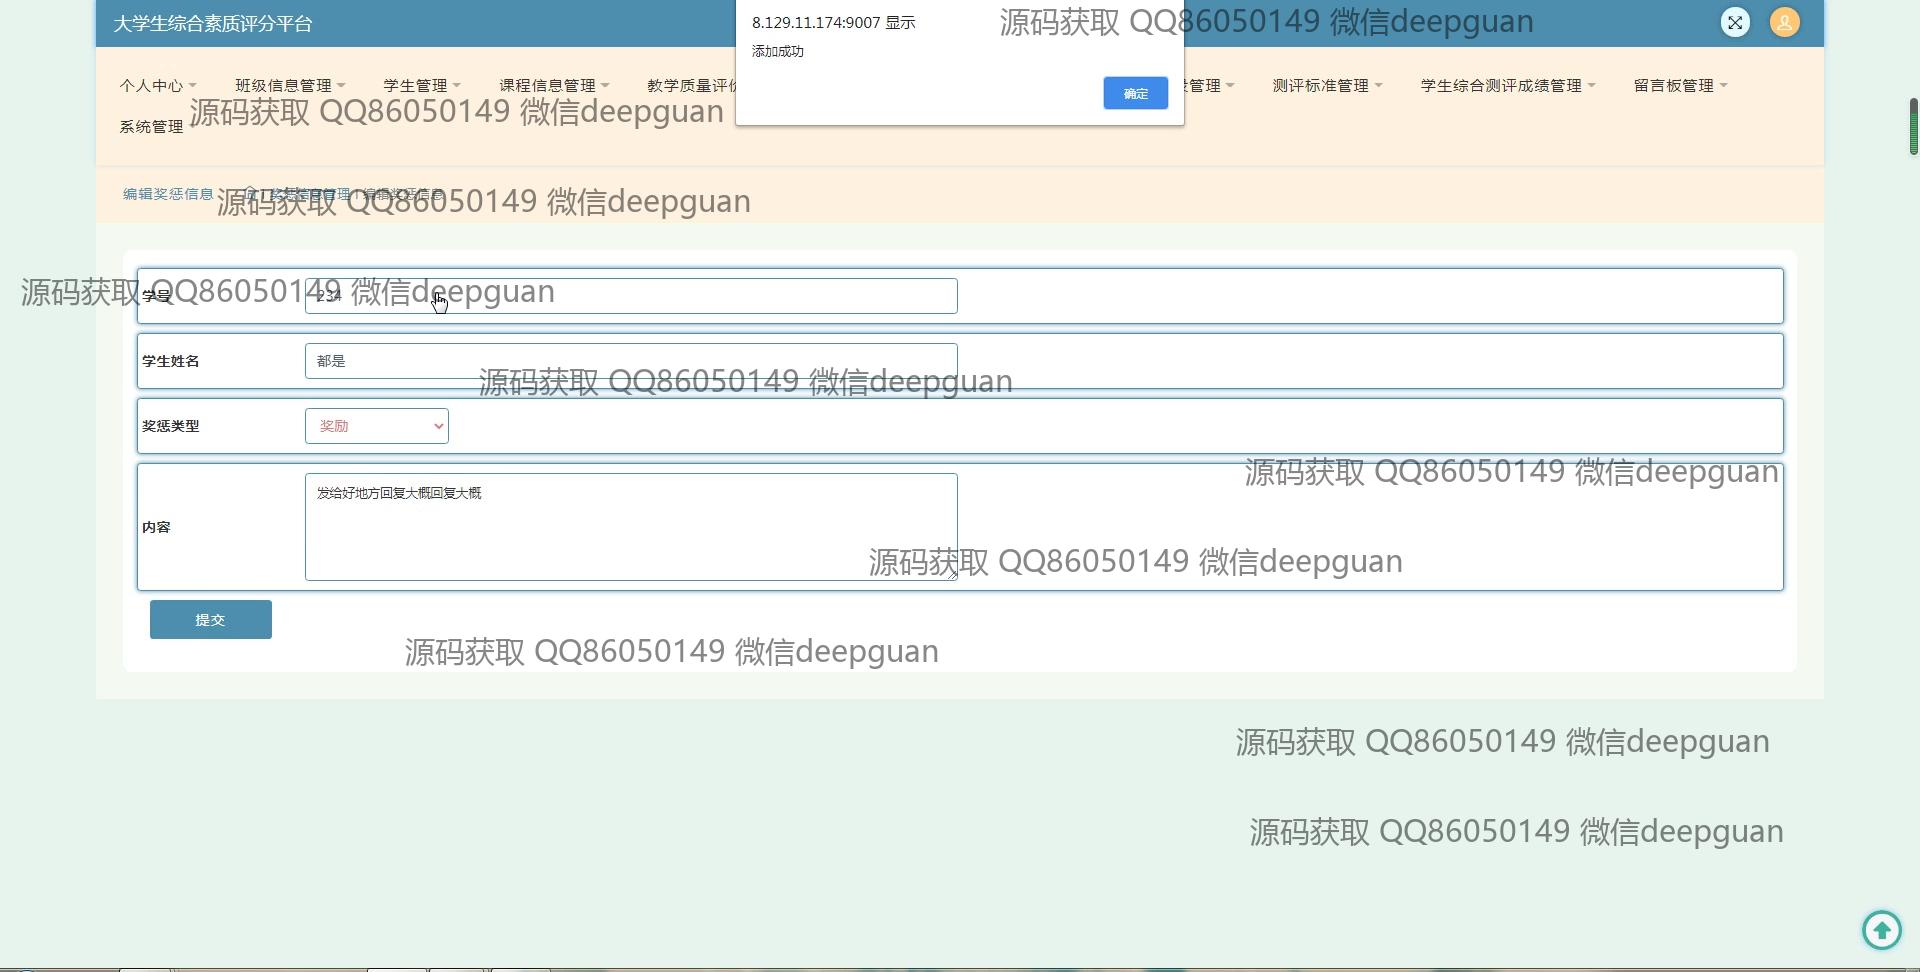 大学生综合素质评分平台
8.129.11.174:9007 显示
添加成功
确定
源码获取 QQ86050149 微信deepguan
个人中心
班级信息管理
学生管理
课程信息管理
教学质量评价
管理
测评标准管理
学生综合测评成绩管理
留言板管理
源码获取 QQ86050149 微信deepguan
系统管理
编辑奖惩信息
奖惩信息管理 / 编辑奖惩信息
源码获取 QQ86050149 微信deepguan
源码获取 QQ86050149 微信deepguan
学号
234
学生姓名
都是
源码获取 QQ86050149 微信deepguan
奖惩类型
奖励
源码获取 QQ86050149 微信deepguan
内容
发给好地方回复大概回复大概
源码获取 QQ86050149 微信deepguan
提交
源码获取 QQ86050149 微信deepguan
源码获取 QQ86050149 微信deepguan
源码获取 QQ86050149 微信deepguan